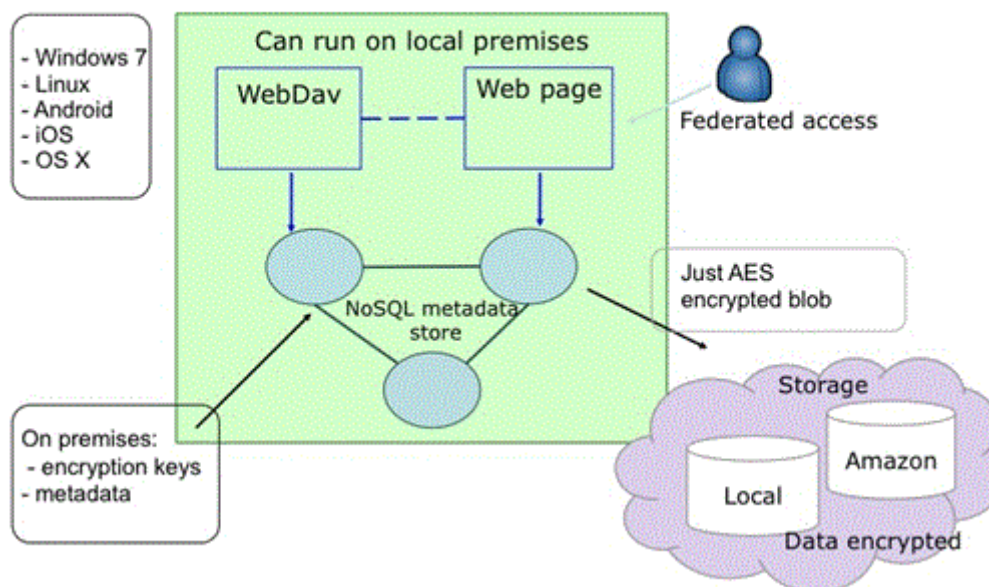 - Windows 7
- Linux
- Android
- iOS
- OS X
Can run on local premises
WebDav
Web page
Federated access
NoSQL metadata
store
Just AES
encrypted blob
On premises:
- encryption keys
- metadata
Storage
Amazon
Local
Data encrypted